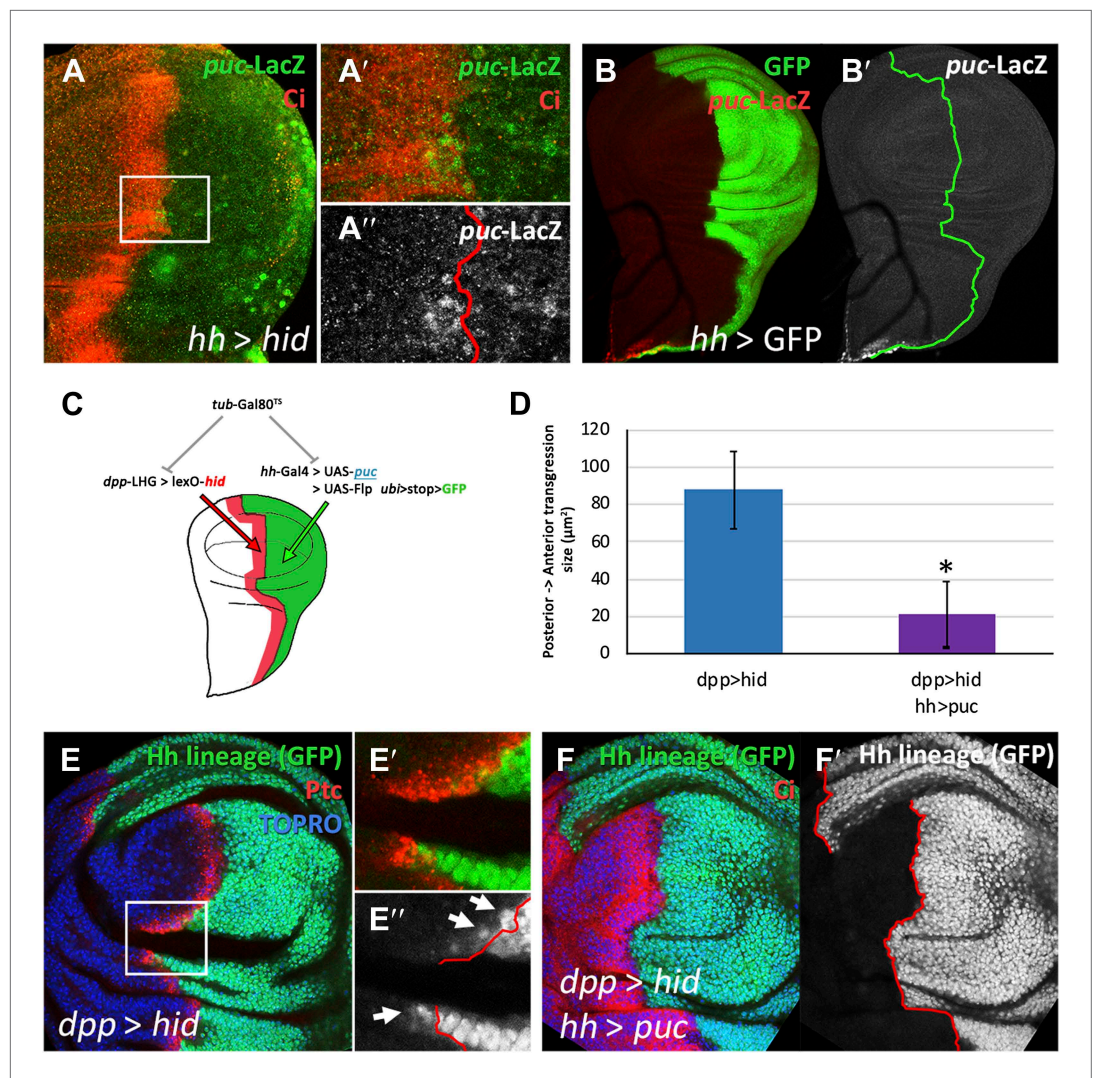 A
puc-LacZ
Ci
hh > hid
A′
puc-LacZ
Ci
A″
puc-LacZ
B
GFP
puc-LacZ
hh > GFP
B′
puc-LacZ
C
tub-Gal80TS
dpp-LHG > lexO-hid
hh-Gal4 > UAS-puc
> UAS-Flp ubi>stop>GFP
D
Posterior -> Anterior transgression
size (μm²)
120
100
80
60
40
20
0
*
dpp>hid
dpp>hid
hh>puc
E
Hh lineage (GFP)
Ptc
TOPRO
dpp > hid
E′
E″
F
Hh lineage (GFP)
Ci
dpp > hid
hh > puc
F′
Hh lineage (GFP)